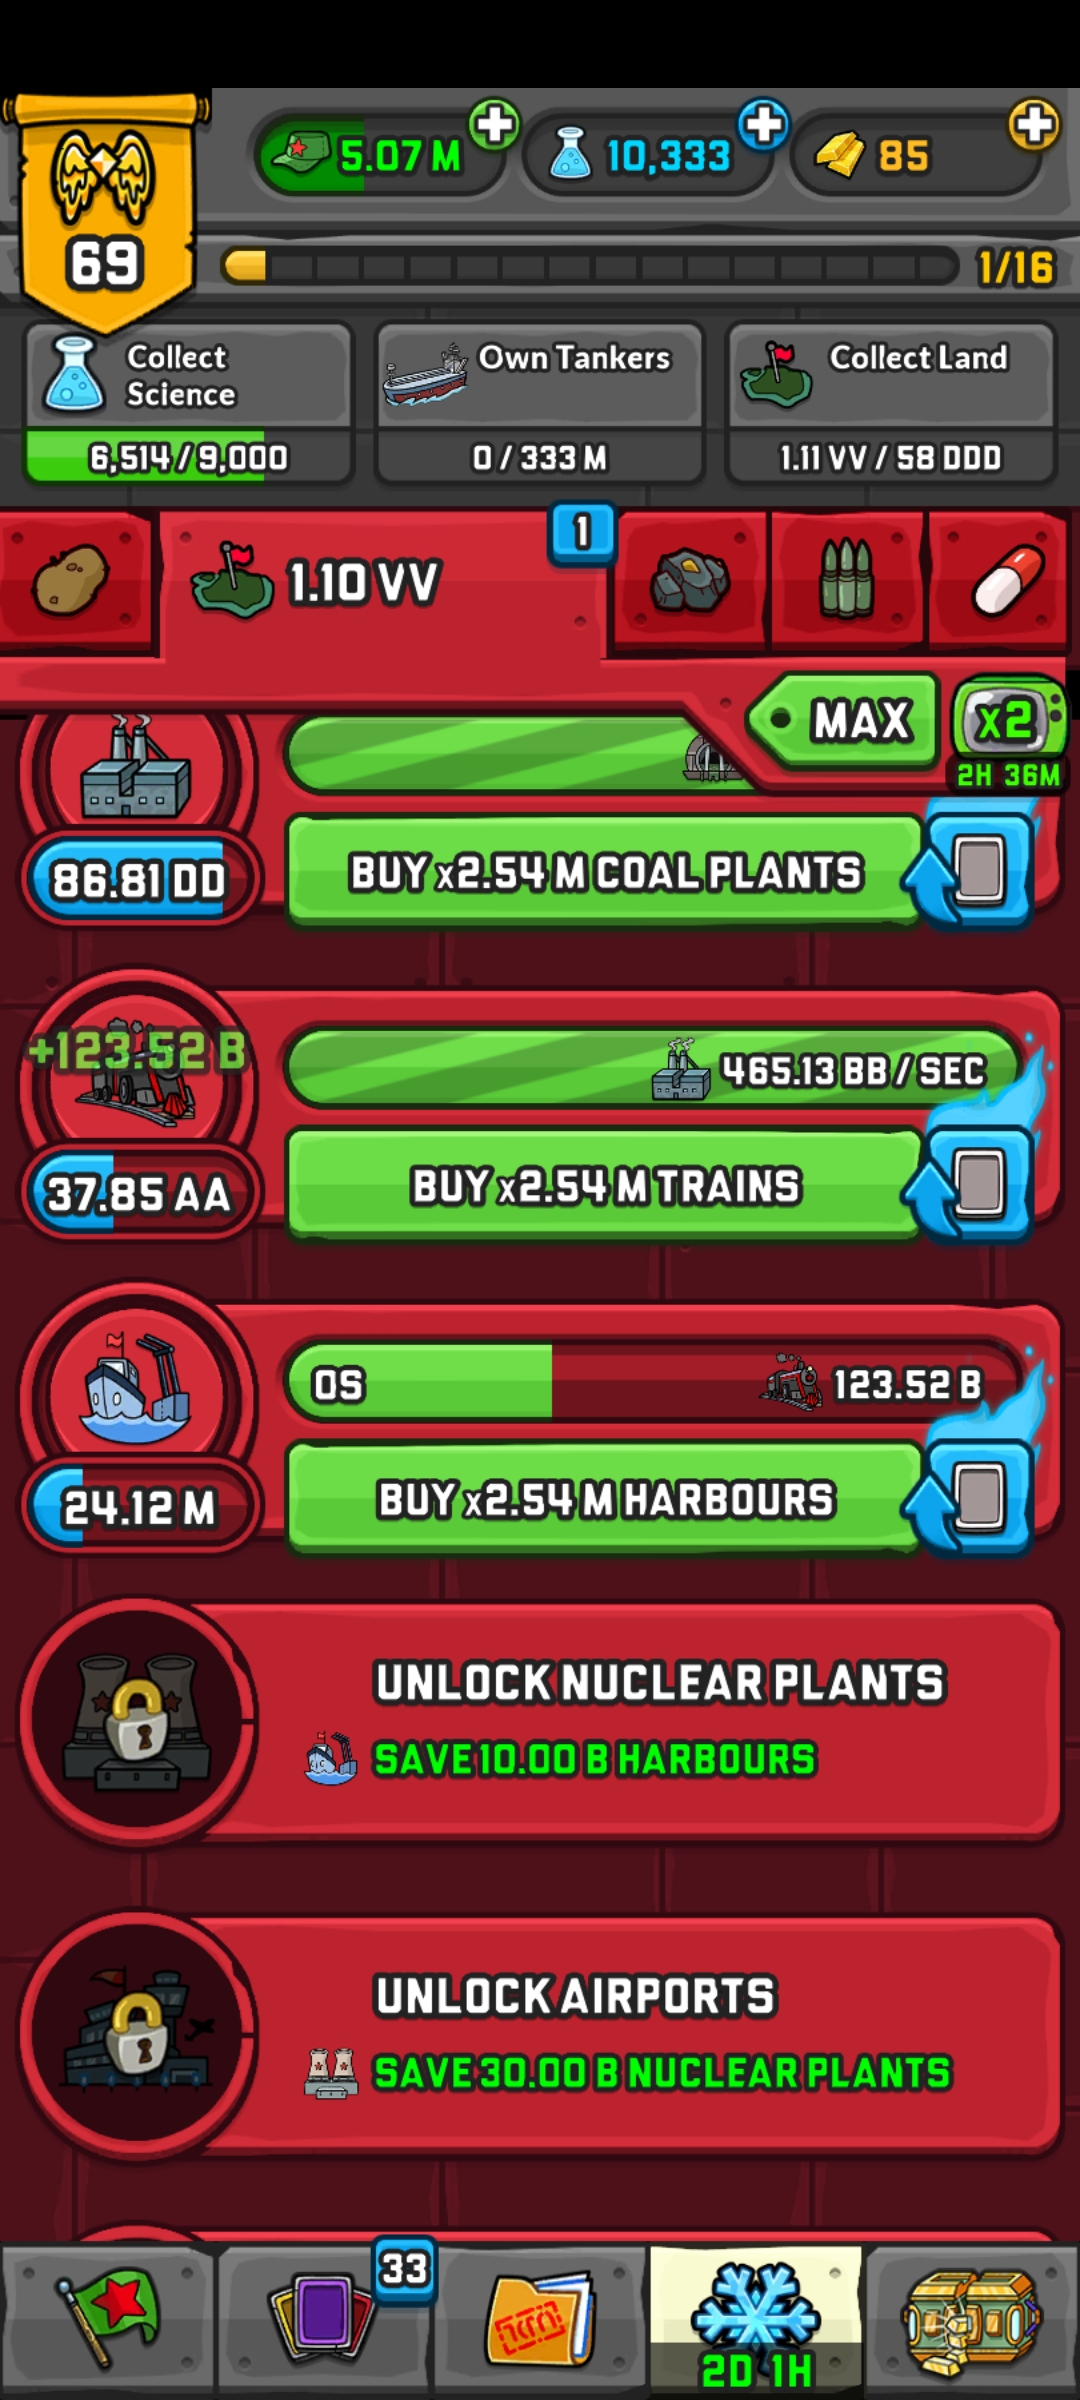 5.07 M
10,333
85
69
1/16
Collect
Science
6,514 / 9,000
Own Tankers
0 / 333 M
Collect Land
1.11 VV / 58 DDD
1.10 VV
1
MAX
x2
2H 36M
86.81 DD
BUY x2.54 M COAL PLANTS
+123.52 B
465.13 BB / SEC
37.85 AA
BUY x2.54 M TRAINS
0S
123.52 B
24.12 M
BUY x2.54 M HARBOURS
UNLOCK NUCLEAR PLANTS
SAVE 10.00 B HARBOURS
UNLOCK AIRPORTS
SAVE 30.00 B NUCLEAR PLANTS
33
2D 1H